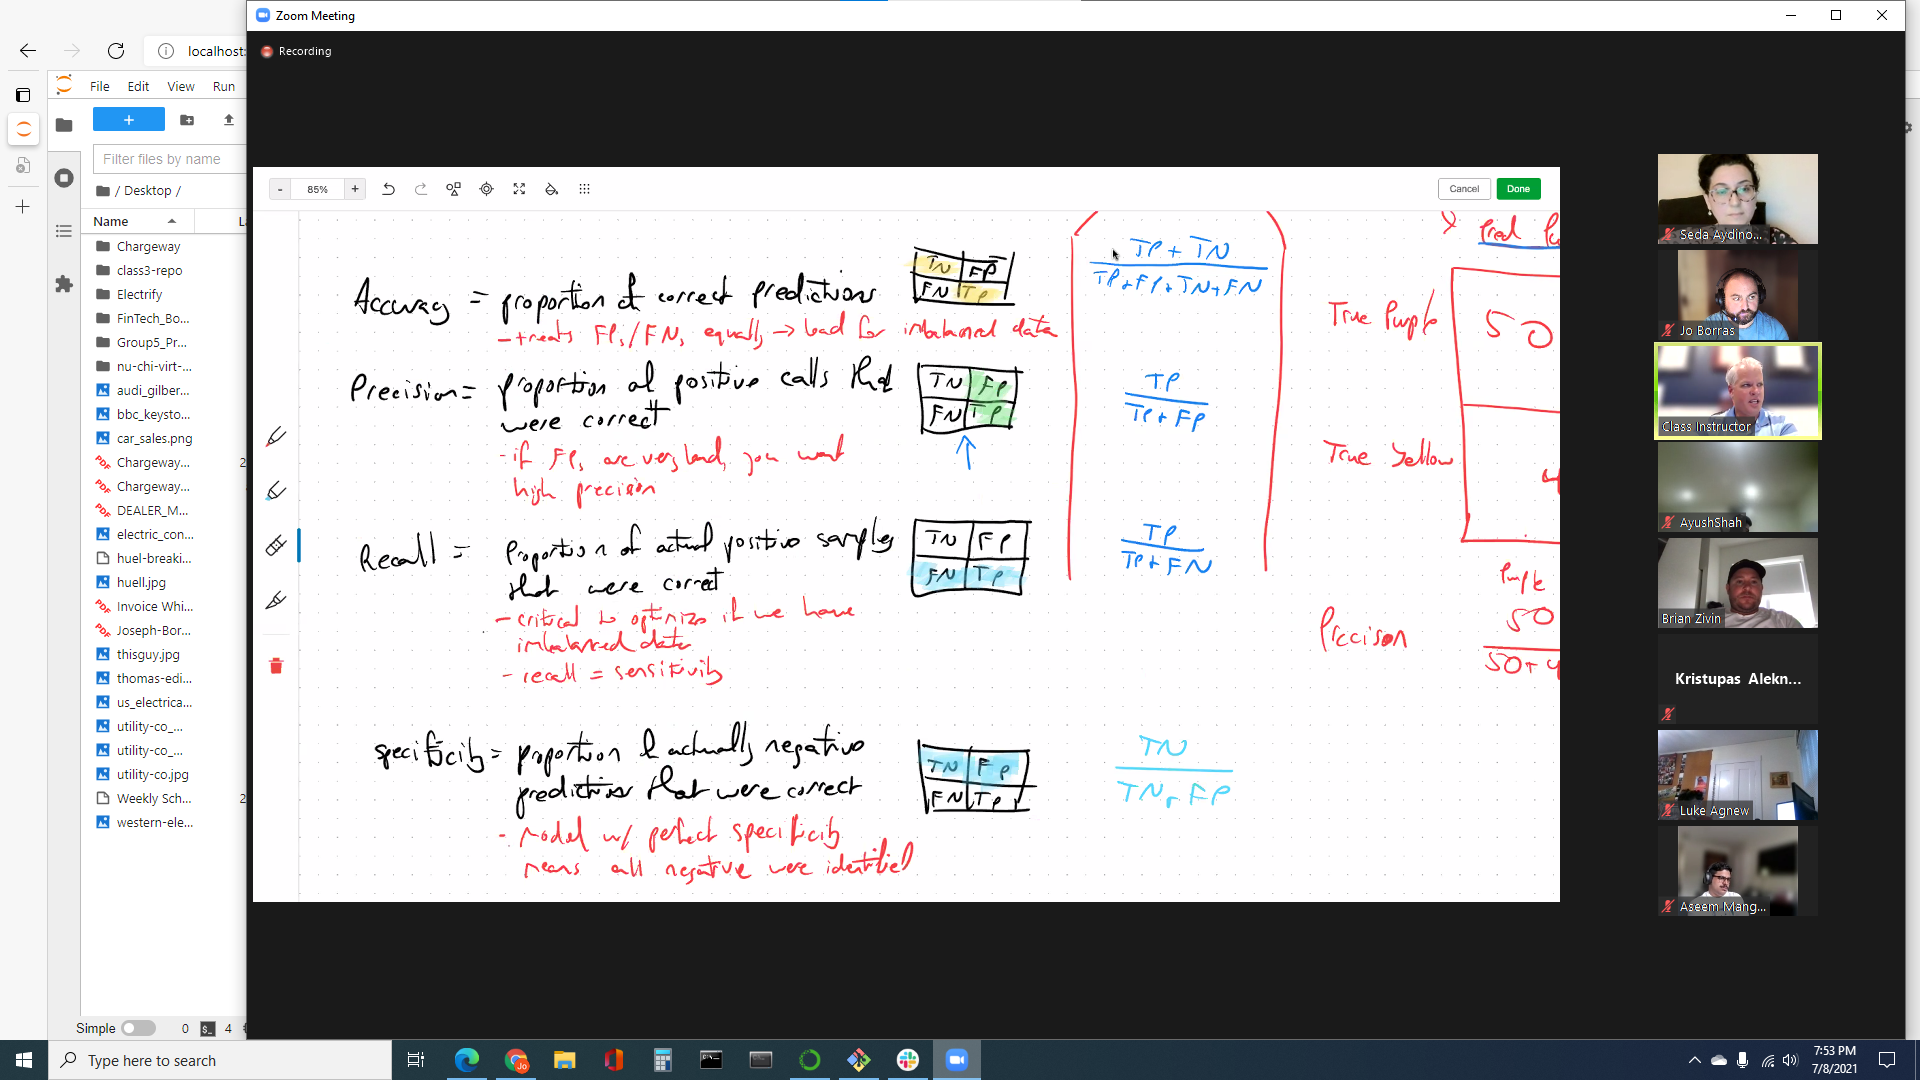 Zoom Meeting
Recording
localhost:
File Edit View Run
Filter files by name
/ Desktop /
Name
Chargeway
class3-repo
Electrify
FinTech_Bo...
Group5_Pr...
nu-chi-virt-...
audi_gilber...
bbc_keysto...
car_sales.png
Chargeway... 2
Chargeway...
DEALER_M...
electric_con...
huel-breaki...
huell.jpg
Invoice Whi...
Joseph-Bor...
thisguy.jpg
thomas-edi...
us_electrica...
utility-co_...
utility-co_...
utility-co.jpg
Weekly Sch... 2
western-ele...
Simple 0 4
- 85% +
Cancel Done
Accuracy = proportion of correct predictions
- treats FPs/FNs equally → bad for imbalanced data
TN FP
FN TP
TP + TN
TP+FP+TN+FN
Precision = proportion of positive calls that
were correct
- if FPs are very bad, you want
high precision
TN FP
FN TP
TP
TP + FP
Recall = Proportion of actual positive samples
that were correct
- critical to optimize if we have
imbalanced data
- recall = sensitivity
TN FP
FN TP
TP
TP + FN
specificity = proportion of actually negative
predictions that were correct
- model w/ perfect specificity
means all negative were identified
TN FP
FN TP
TN
TN + FP
Pred
True Purple 50
True Yellow
Purple
Precison 50
50+4
Seda Aydino...
Jo Borras
Class Instructor
AyushShah
Brian Zivin
Kristupas Alekn...
Luke Agnew
Aseem Mang...
Type here to search
7:53 PM
7/8/2021